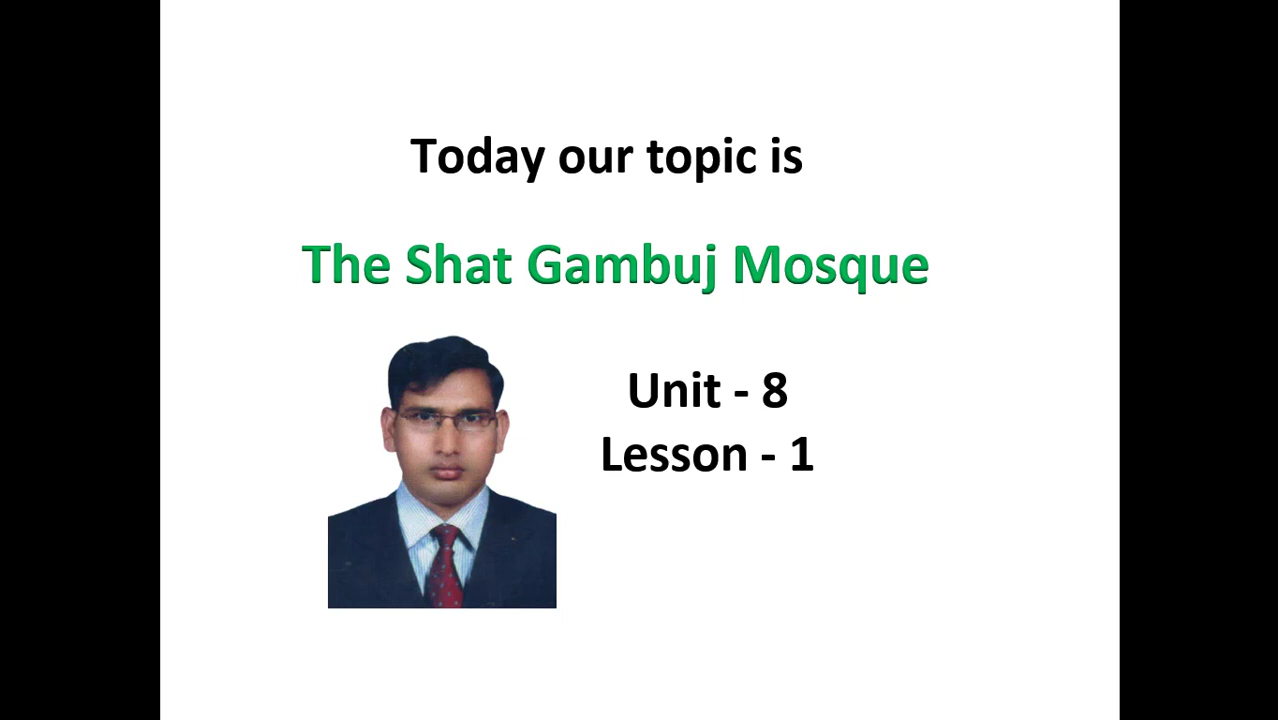 Today our topic is
The Shat Gambuj Mosque
Unit - 8
Lesson - 1